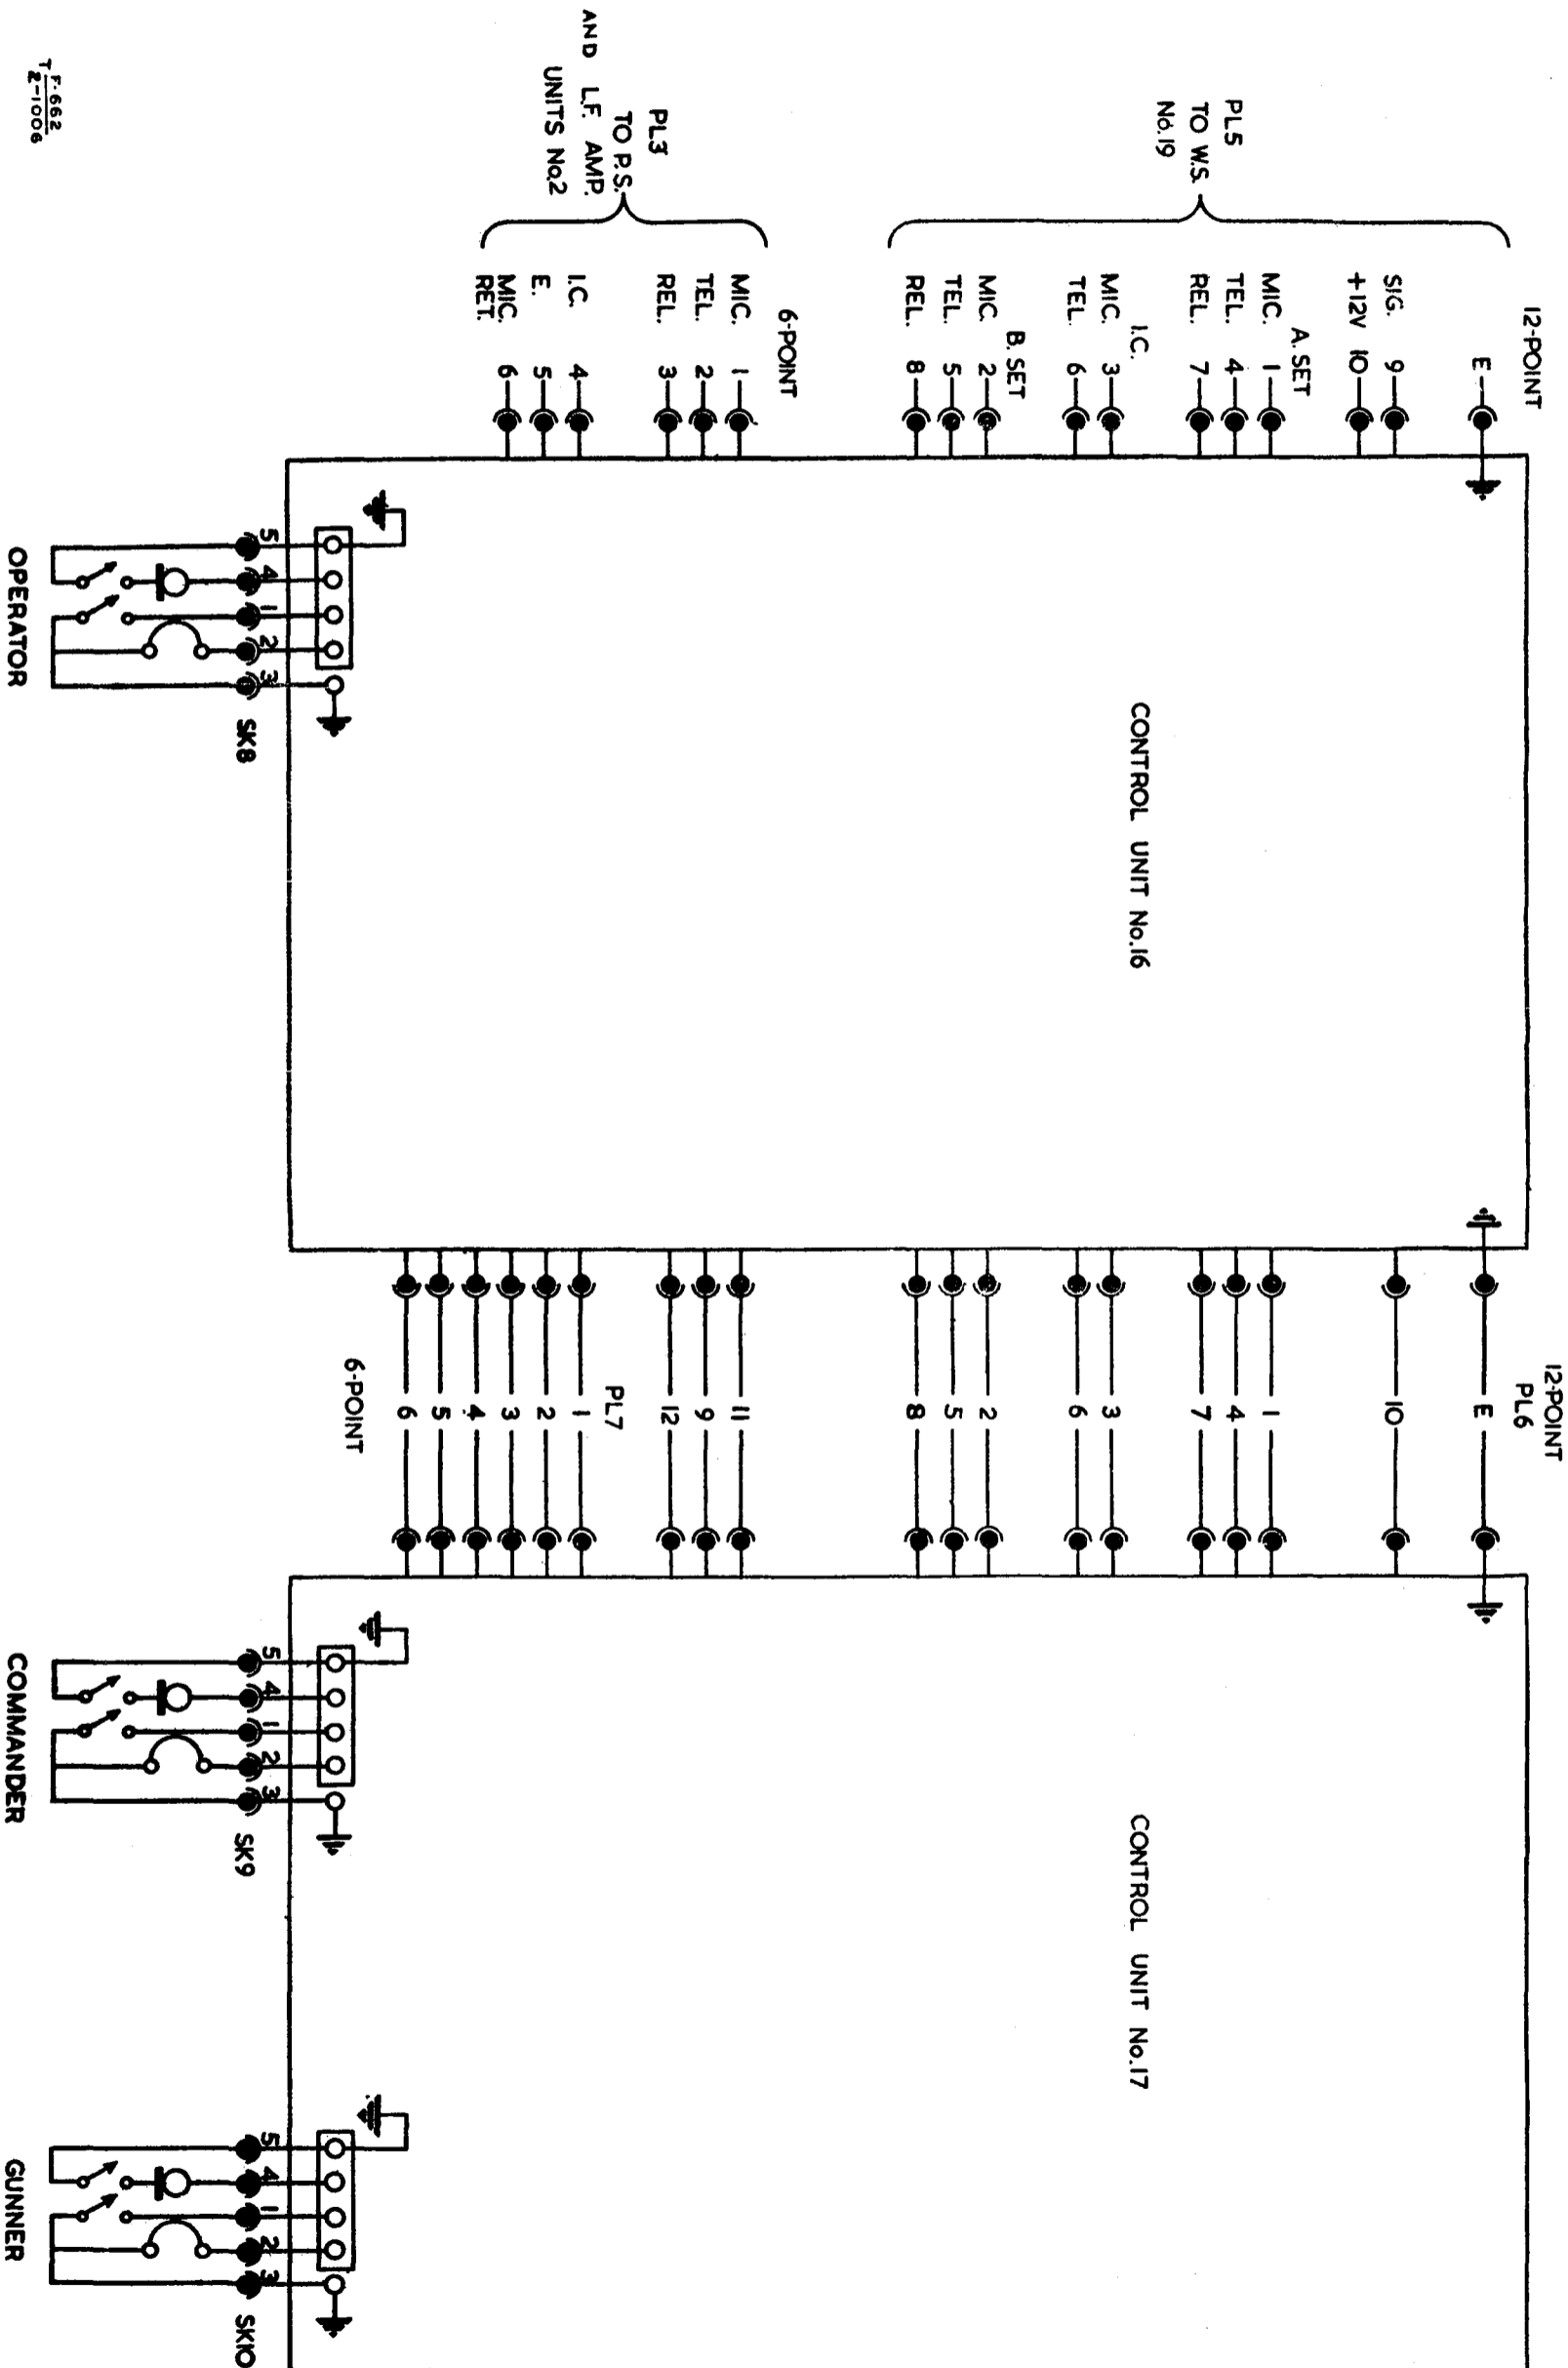 12-POINT
E
SIG. 9
+12V 10
A. SET
MIC. 1
TEL. 4
REL. 7
I.C.
MIC. 3
TEL. 6
B. SET
MIC. 2
TEL. 5
REL. 8
PL5
TO W.S.
No.19
6-POINT
MIC. 1
TEL. 2
REL. 3
I.C. 4
E. 5
MIC. 6
RET.
PL3
TO P.S.
AND L.F. AMP.
UNITS No.2
CONTROL UNIT No.16
5 4 1 2 3
SK8
OPERATOR
12-POINT
PL6
E
10
1
4
7
3
6
2
5
8
11
9
12
PL7
1
2
3
4
5
6
6-POINT
CONTROL UNIT No.17
5 4 1 2 3
SK9
COMMANDER
5 4 1 2 3
SK10
GUNNER
F-662
T 2-1006